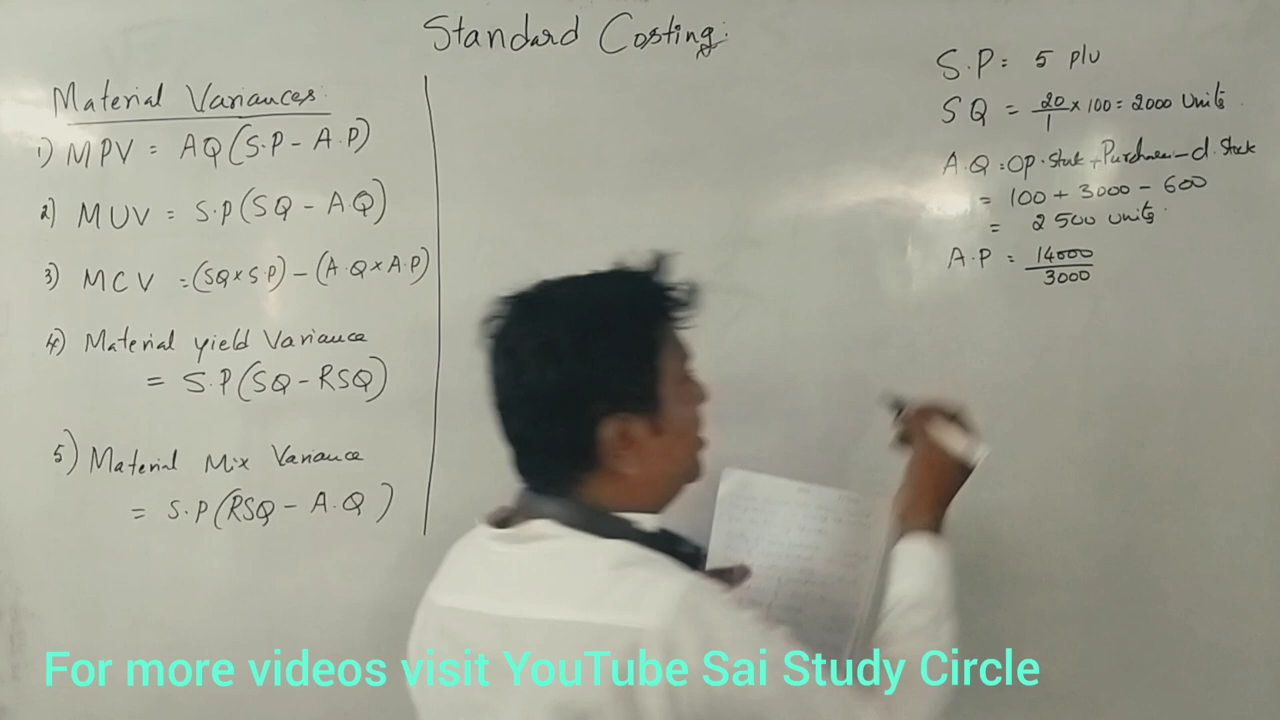 Standard Costing:
Material Variances:
1) MPV = AQ(S.P - A.P)
2) MUV = S.P(SQ - AQ)
3) MCV = (SQ×S.P) - (A.Q×A.P)
4) Material yield Variance
= S.P(SQ - RSQ)
5) Material Mix Variance
= S.P(RSQ - A.Q)
S.P = 5 p/u
SQ = 20/1 × 100 = 2000 Units
A.Q = Op. Stock + Purchases - cl. Stock
= 100 + 3000 - 600
= 2500 units
A.P = 14000/3000
For more videos visit YouTube Sai Study Circle